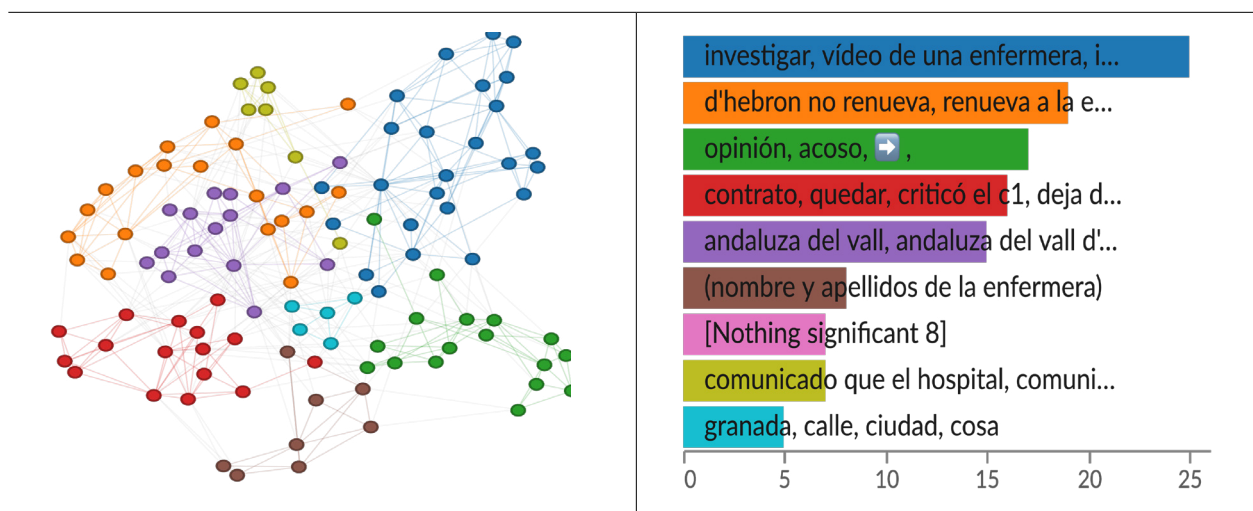 investigar, vídeo de una enfermera, i...
d'hebron no renueva, renueva a la e...
opinión, acoso, ➡️ ,
contrato, quedar, criticó el c1, deja d...
andaluza del vall, andaluza del vall d'...
(nombre y apellidos de la enfermera)
[Nothing significant 8]
comunicado que el hospital, comuni...
granada, calle, ciudad, cosa
0 5 10 15 20 25